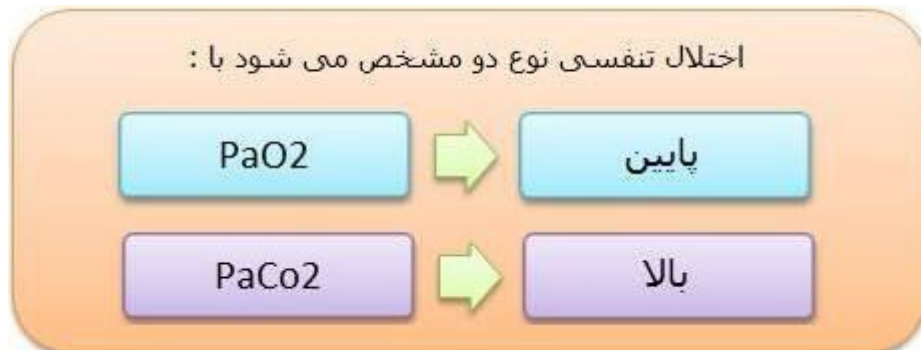 اختلال تنفسی نوع دو مشخص می شود با :
PaO2 پایین
PaCo2 بالا